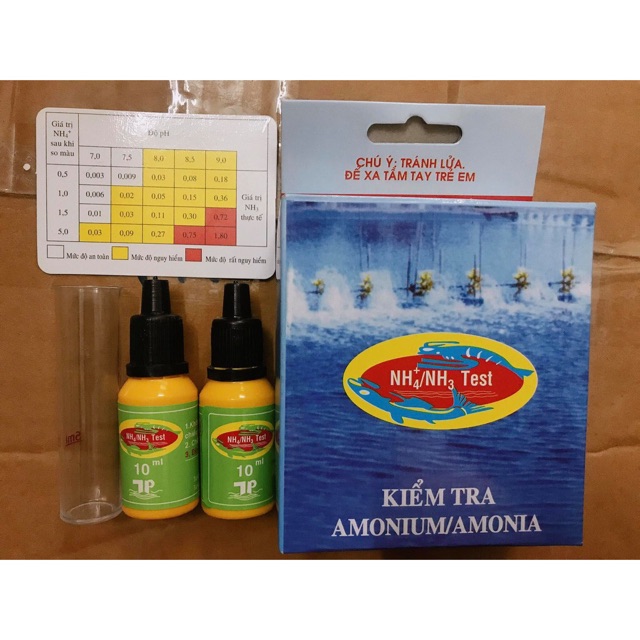 Giá trị
NH₄⁺
sau khi
so màu
Độ pH
7,0 7,5 8,0 8,5 9,0
0,5 0,003 0,009 0,03 0,08 0,18
1,0 0,006 0,02 0,05 0,15 0,36
1,5 0,01 0,03 0,11 0,30 0,72
5,0 0,03 0,09 0,27 0,75 1,80
Giá trị
NH₃
thực tế
Mức độ an toàn Mức độ nguy hiểm Mức độ rất nguy hiểm
CHÚ Ý: TRÁNH LỬA.
ĐỂ XA TẦM TAY TRẺ EM
NH₄⁺/NH₃ Test
KIỂM TRA
AMONIUM/AMONIA
NH₄/NH₃ Test
10 ml
TP
NH₄/NH₃ Test
10 ml
TP